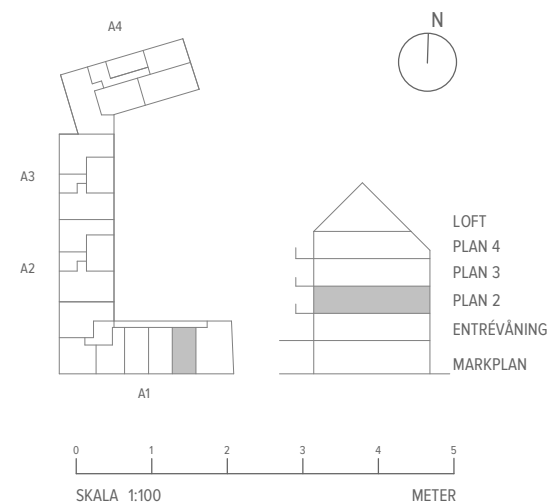 A4
N
A3
A2
A1
LOFT
PLAN 4
PLAN 3
PLAN 2
ENTRÉVÅNING
MARKPLAN
0 1 2 3 4 5
SKALA 1:100 METER